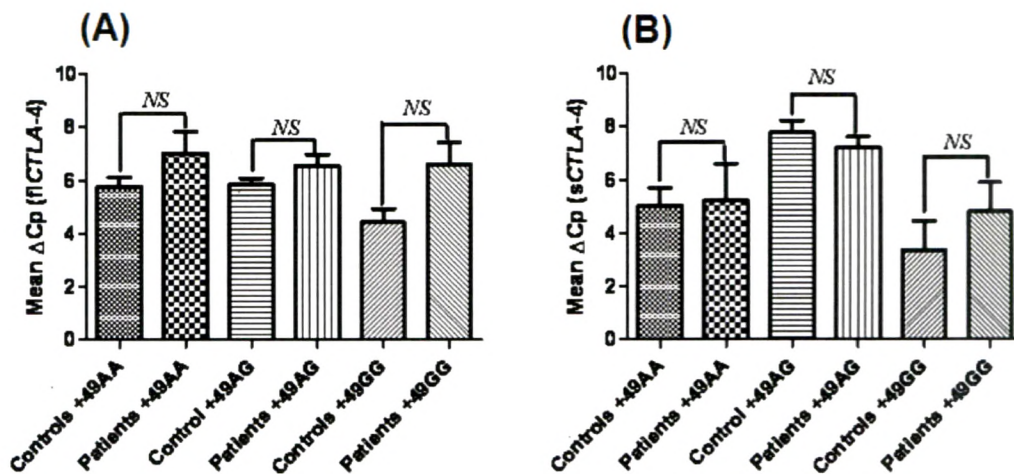 (A)
Mean ΔCp (flCTLA-4)
10
8
6
4
2
0
NS
NS
NS
Controls +49AA
Patients +49AA
Control +49AG
Patients +49AG
Controls +49GG
Patients +49GG
(B)
Mean ΔCp (sCTLA-4)
10
8
6
4
2
0
NS
NS
NS
Controls +49AA
Patients +49AA
Control +49AG
Patients +49AG
Controls +49GG
Patients +49GG